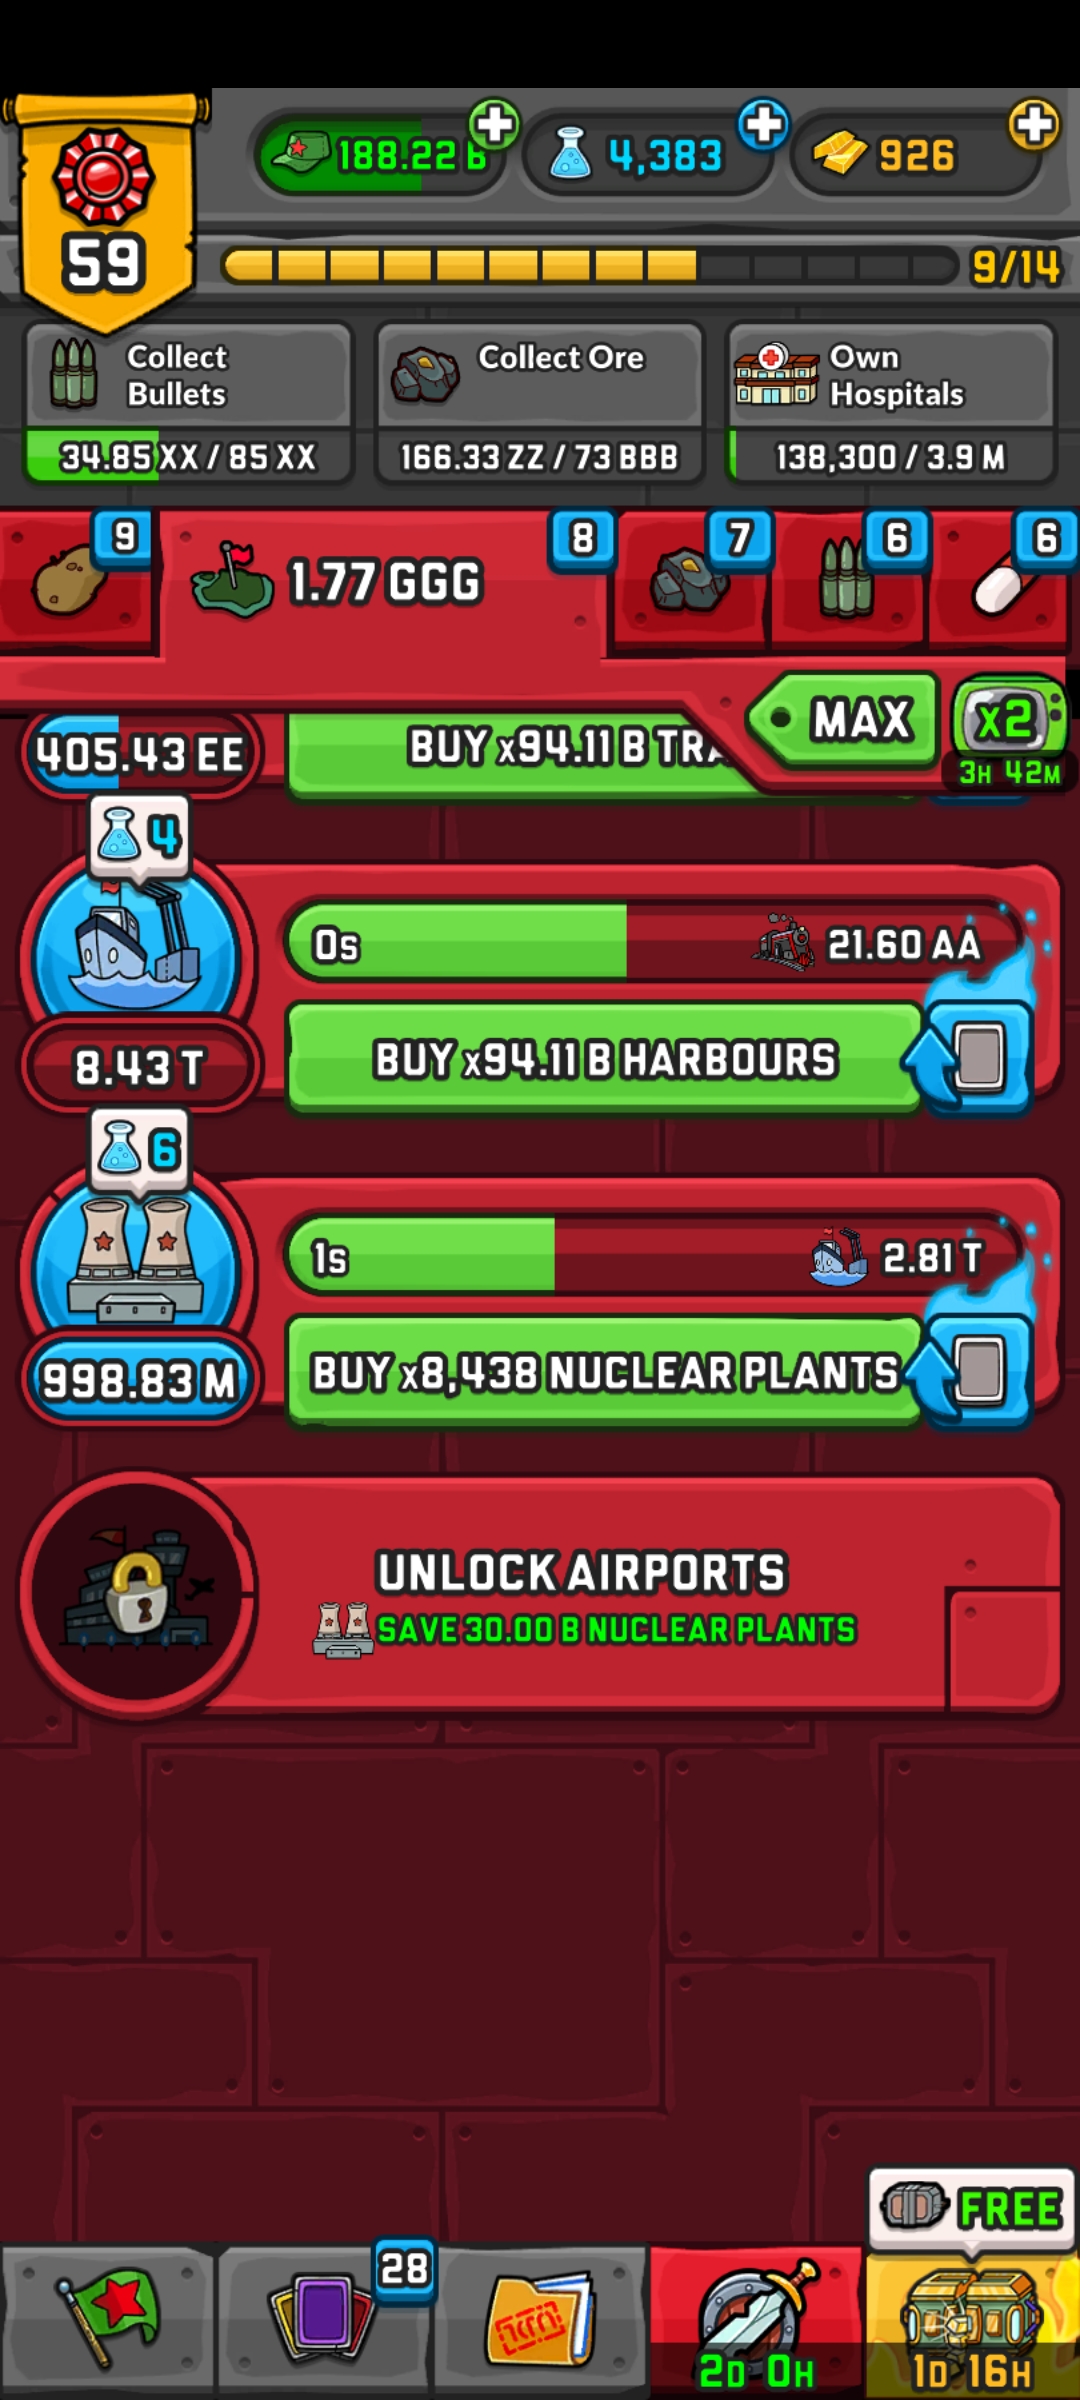 59
188.22 B
4,383
926
9/14
Collect
Bullets
34.85 XX / 85 XX
Collect Ore
166.33 ZZ / 73 BBB
Own
Hospitals
138,300 / 3.9 M
9
1.77 GGG
8
7
6
6
MAX
x2
3H 42M
405.43 EE
BUY x94.11 B
4
0s
21.60 AA
8.43 T
BUY x94.11 B HARBOURS
6
1s
2.81 T
998.83 M
BUY x8,438 NUCLEAR PLANTS
UNLOCK AIRPORTS
SAVE 30.00 B NUCLEAR PLANTS
FREE
28
2D 0H
1D 16H